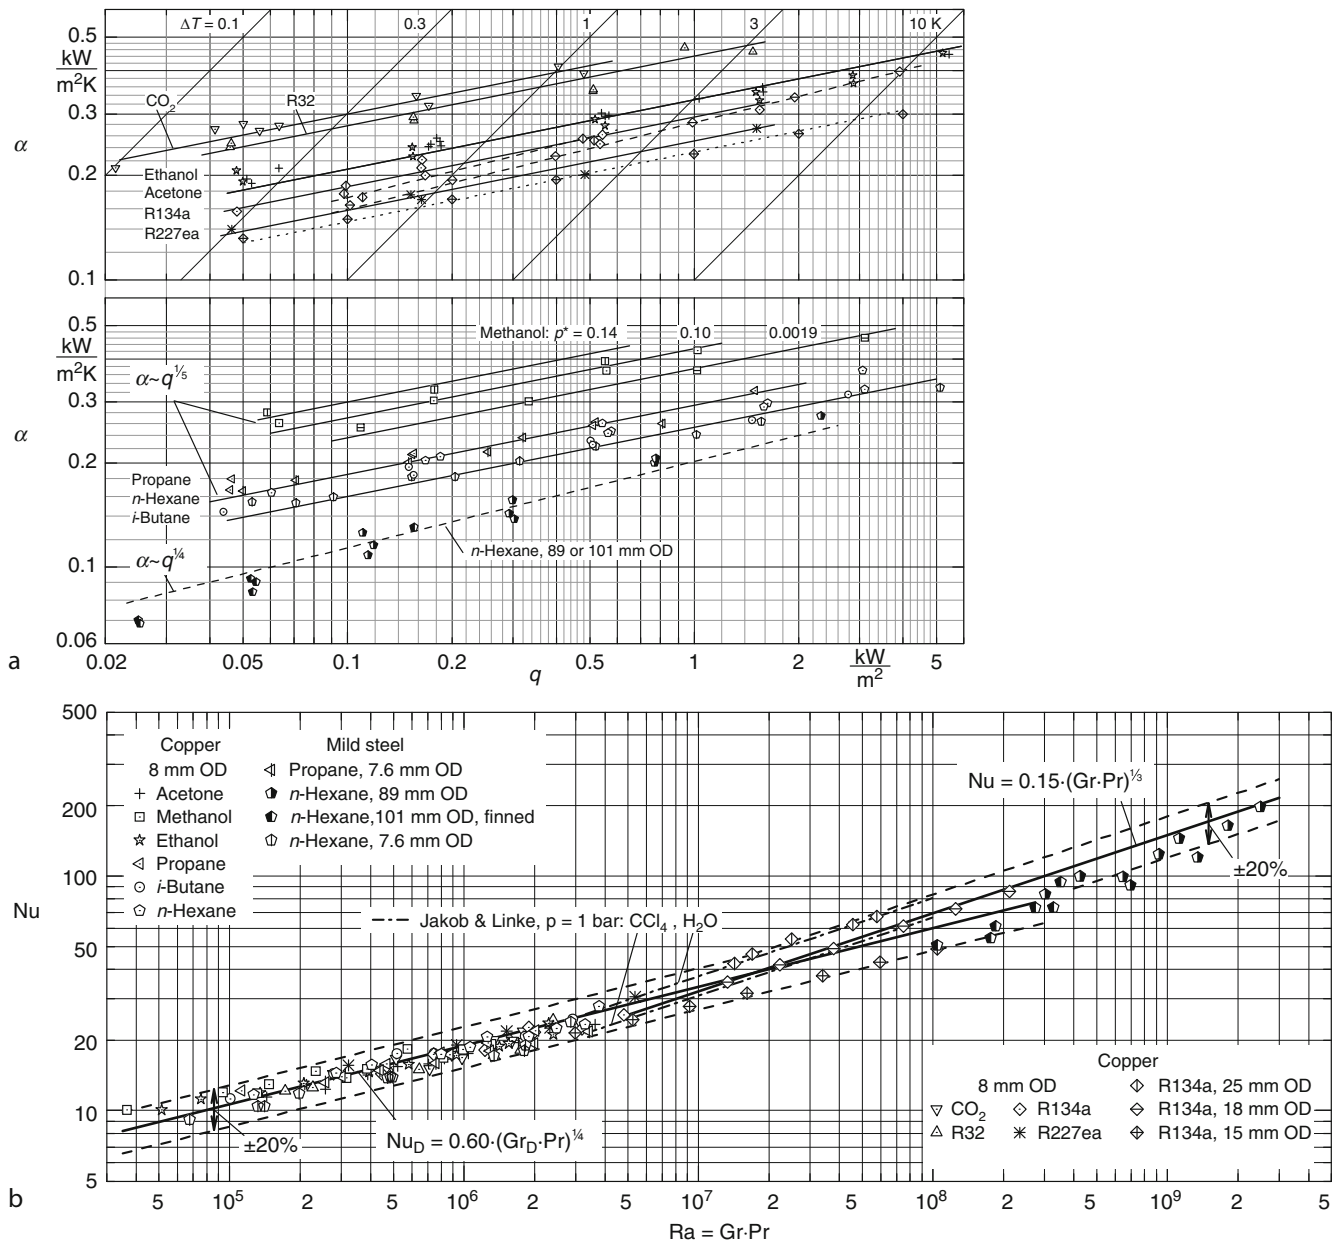 ΔT = 0.1 0.3 1 3 10 K
0.5
kW
m²K
CO₂ R32
0.3
α
0.2
Ethanol
Acetone
R134a
R227ea
0.1
0.5
kW
m²K
Methanol: p* = 0.14 0.10 0.0019
α~q^⅕
0.3
α
0.2
Propane
n-Hexane
i-Butane
α~q^¼
n-Hexane, 89 or 101 mm OD
0.1
0.06
a
0.02 0.05 0.1 0.2 0.5 1 2 kW 5
q m²
500
Copper Mild steel
8 mm OD Propane, 7.6 mm OD
Acetone n-Hexane, 89 mm OD
Methanol n-Hexane,101 mm OD, finned
Ethanol n-Hexane, 7.6 mm OD
Propane
i-Butane
n-Hexane
Nu = 0.15·(Gr·Pr)^⅓
200
±20%
100
Nu
Jakob & Linke, p = 1 bar: CCl₄ , H₂O
50
20
Copper
8 mm OD R134a, 25 mm OD
CO₂ R134a R134a, 18 mm OD
R32 R227ea R134a, 15 mm OD
10
±20%
Nu_D = 0.60·(Gr_D·Pr)^¼
5
b
5 10⁵ 2 5 10⁶ 2 5 10⁷ 2 5 10⁸ 2 5 10⁹ 2 5
Ra = Gr·Pr